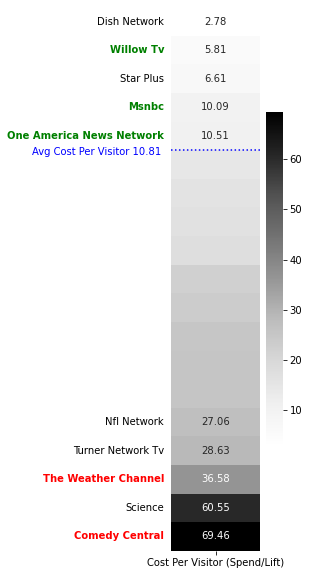 Dish Network 2.78
Willow Tv 5.81
Star Plus 6.61
Msnbc 10.09
One America News Network 10.51
Avg Cost Per Visitor 10.81
60
50
40
30
20
10
Nfl Network 27.06
Turner Network Tv 28.63
The Weather Channel 36.58
Science 60.55
Comedy Central 69.46
Cost Per Visitor (Spend/Lift)